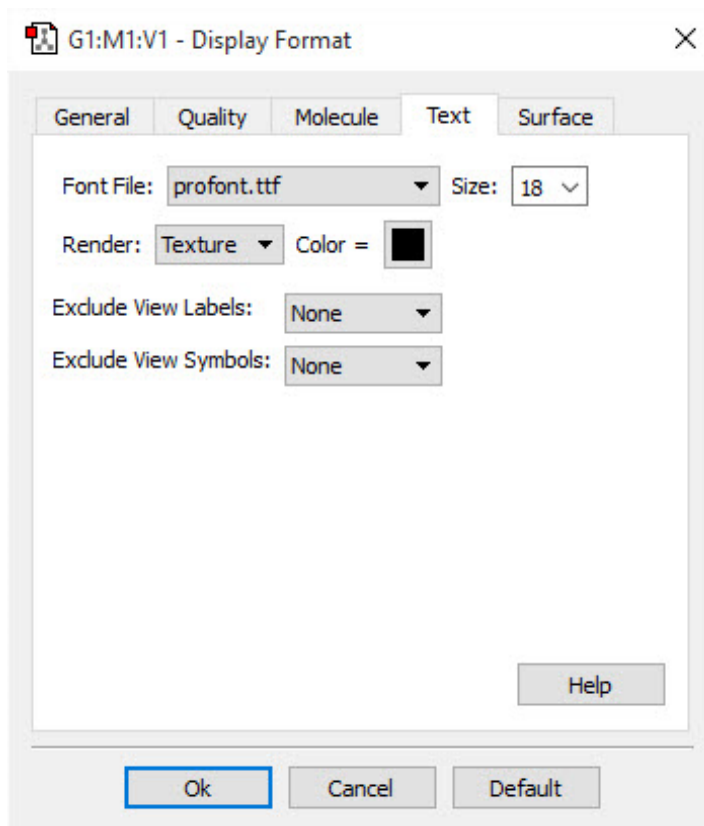 G1:M1:V1 - Display Format
General Quality Molecule Text Surface
Font File: profont.ttf Size: 18
Render: Texture Color =
Exclude View Labels: None
Exclude View Symbols: None
Help
Ok Cancel Default